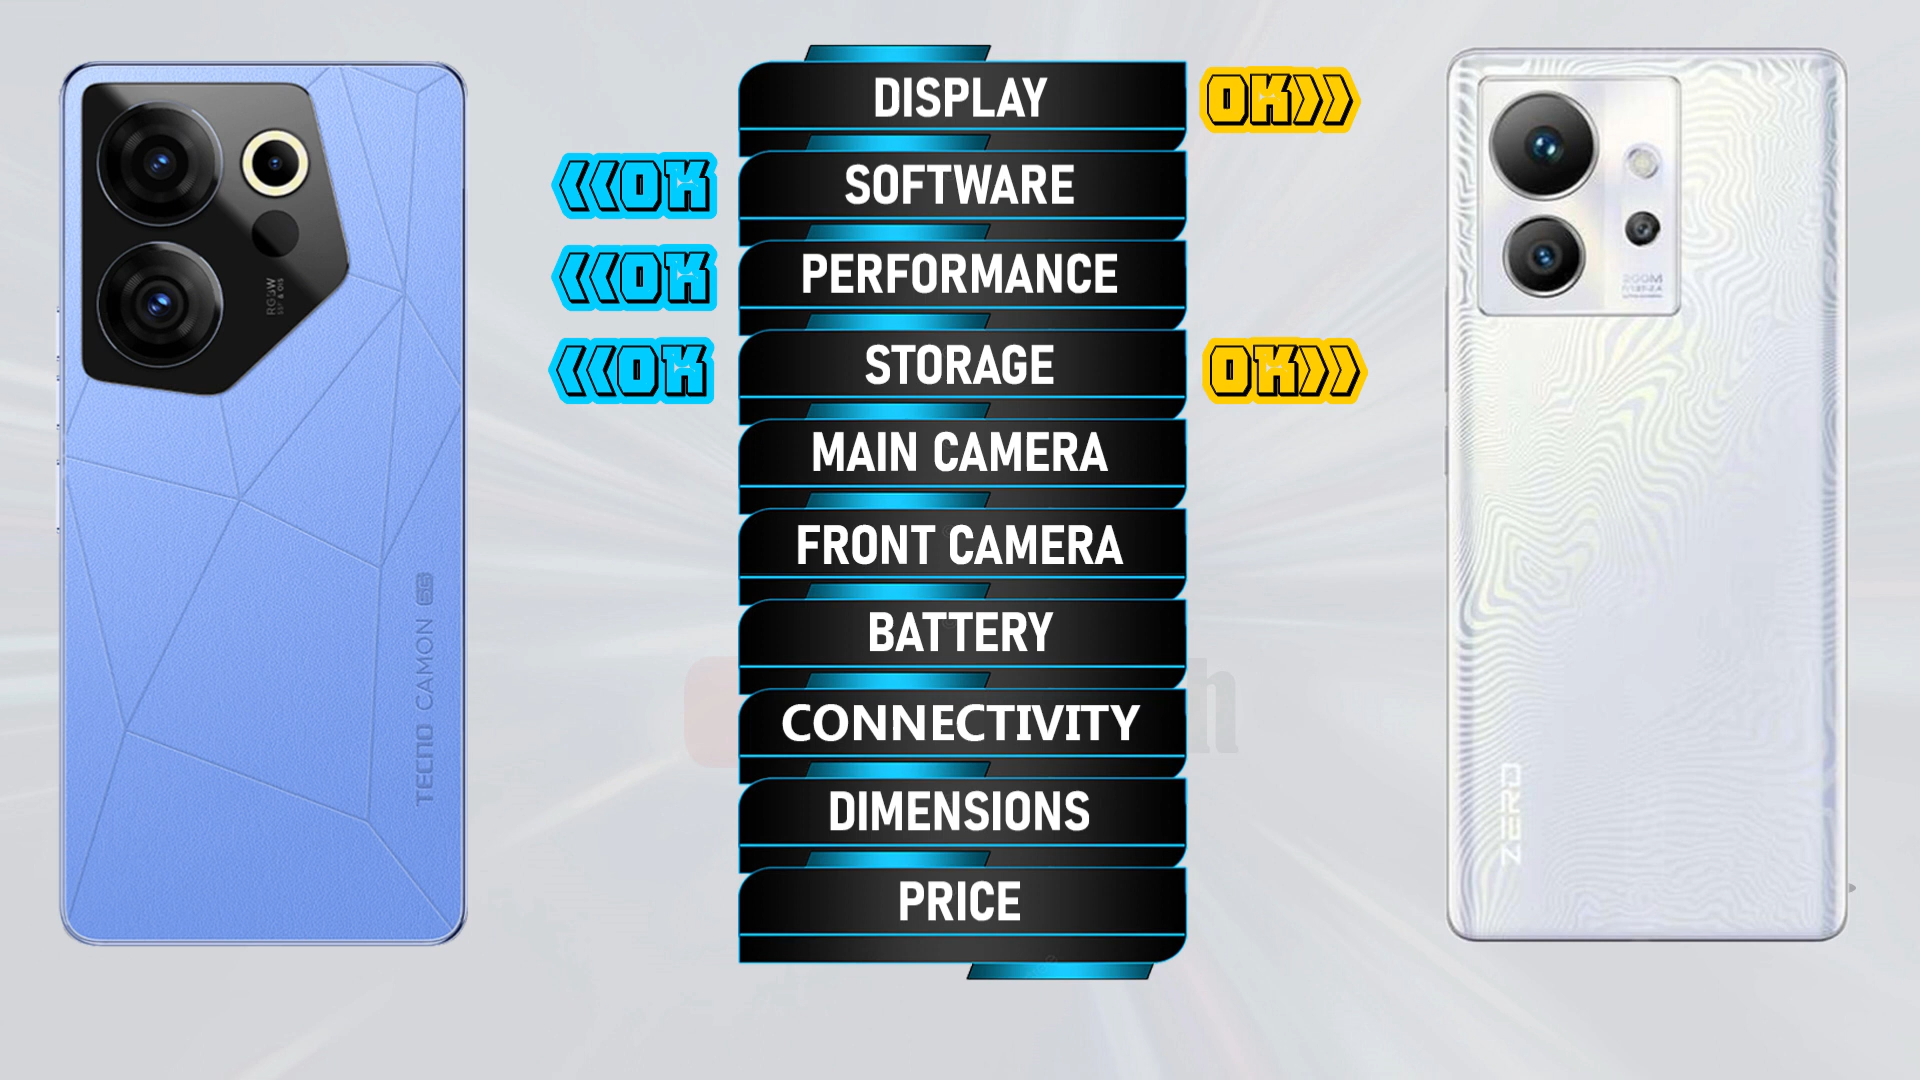 DISPLAY OK
OK SOFTWARE
OK PERFORMANCE
OK STORAGE OK
MAIN CAMERA
FRONT CAMERA
BATTERY
CONNECTIVITY
DIMENSIONS
PRICE
RGBW
TECNO CAMON
ZERO